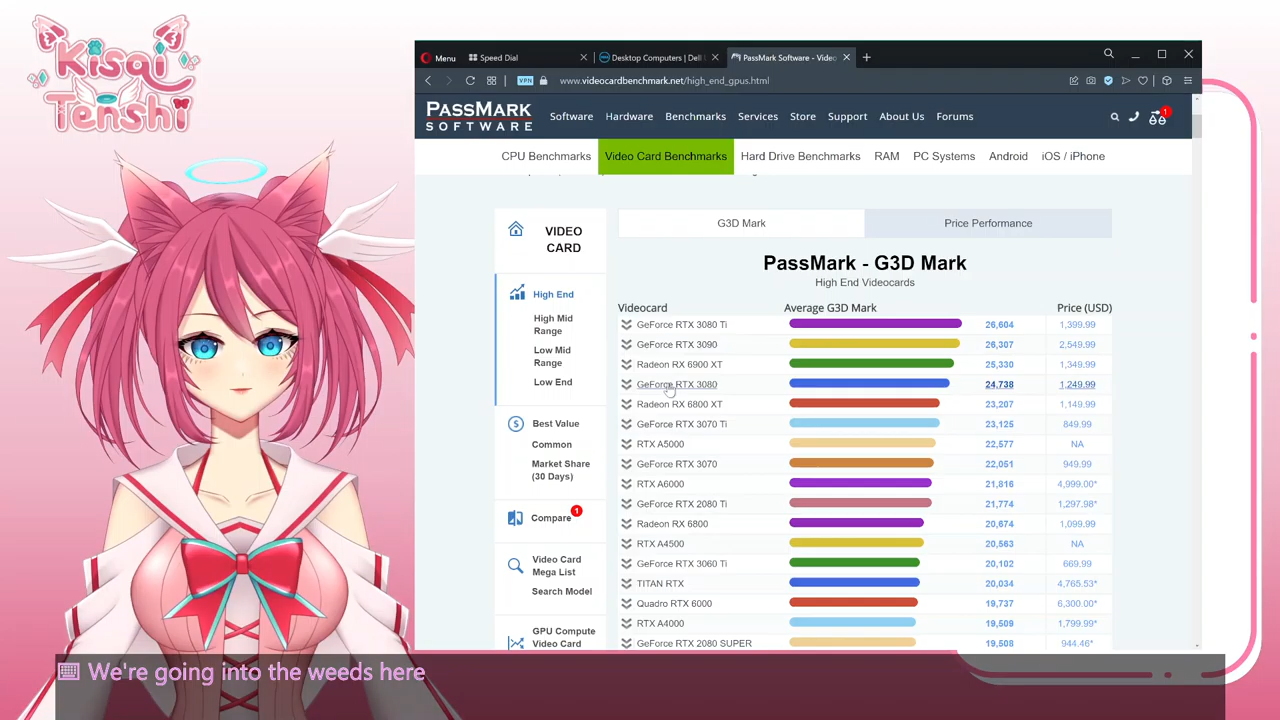 Kisai
Tenshi
Menu
Speed Dial
Desktop Computers | Dell
PassMark Software - Video
VPN
www.videocardbenchmark.net/high_end_gpus.html
PASSMARK
SOFTWARE
Software Hardware Benchmarks Services Store Support About Us Forums
1
CPU Benchmarks Video Card Benchmarks Hard Drive Benchmarks RAM PC Systems Android iOS / iPhone
VIDEO
CARD
High End
High Mid
Range
Low Mid
Range
Low End
Best Value
Common
Market Share
(30 Days)
Compare 1
Video Card
Mega List
Search Model
GPU Compute
Video Card
G3D Mark Price Performance
PassMark - G3D Mark
High End Videocards
Videocard Average G3D Mark Price (USD)
GeForce RTX 3080 Ti 26,604 1,399.99
GeForce RTX 3090 26,307 2,549.99
Radeon RX 6900 XT 25,330 1,349.99
GeForce RTX 3080 24,738 1,249.99
Radeon RX 6800 XT 23,207 1,149.99
GeForce RTX 3070 Ti 23,125 849.99
RTX A5000 22,577 NA
GeForce RTX 3070 22,051 949.99
RTX A6000 21,816 4,999.00*
GeForce RTX 2080 Ti 21,774 1,297.98*
Radeon RX 6800 20,674 1,099.99
RTX A4500 20,563 NA
GeForce RTX 3060 Ti 20,102 669.99
TITAN RTX 20,034 4,765.53*
Quadro RTX 6000 19,737 6,300.00*
RTX A4000 19,509 1,799.99*
GeForce RTX 2080 SUPER 19,508 944.46*
We're going into the weeds here